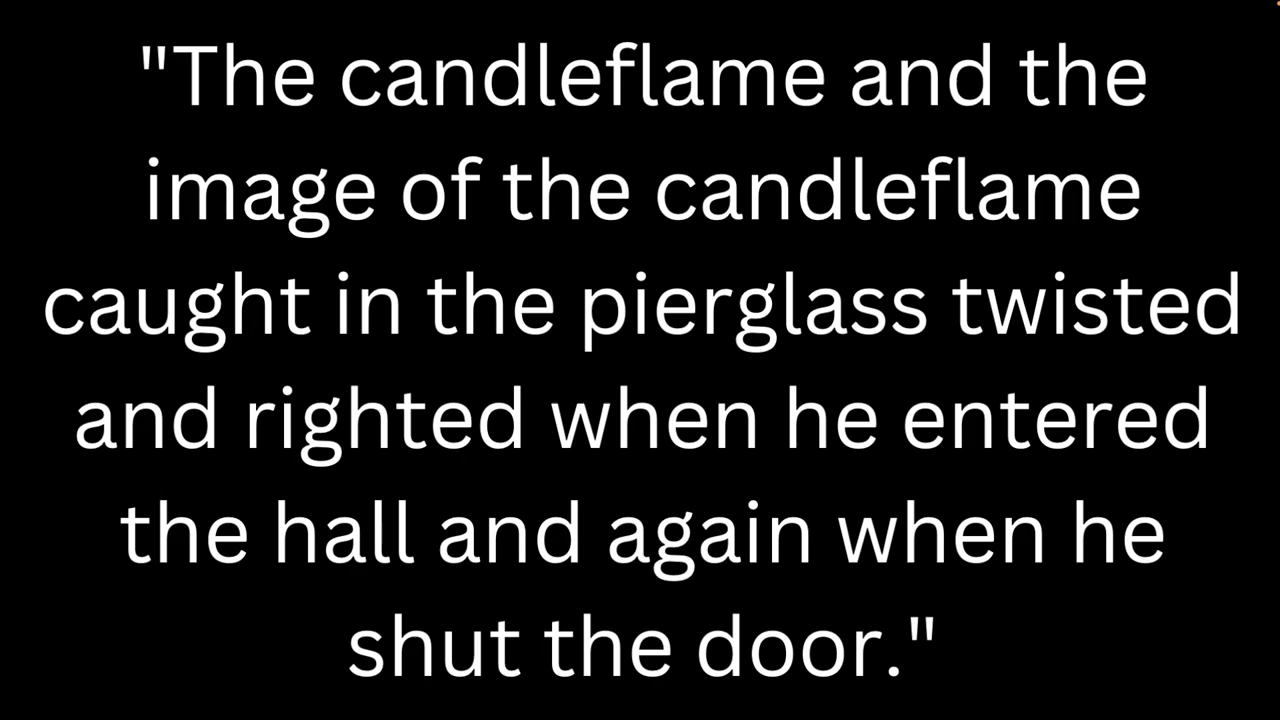 "The candleflame and the
image of the candleflame
caught in the pierglass twisted
and righted when he entered
the hall and again when he
shut the door."